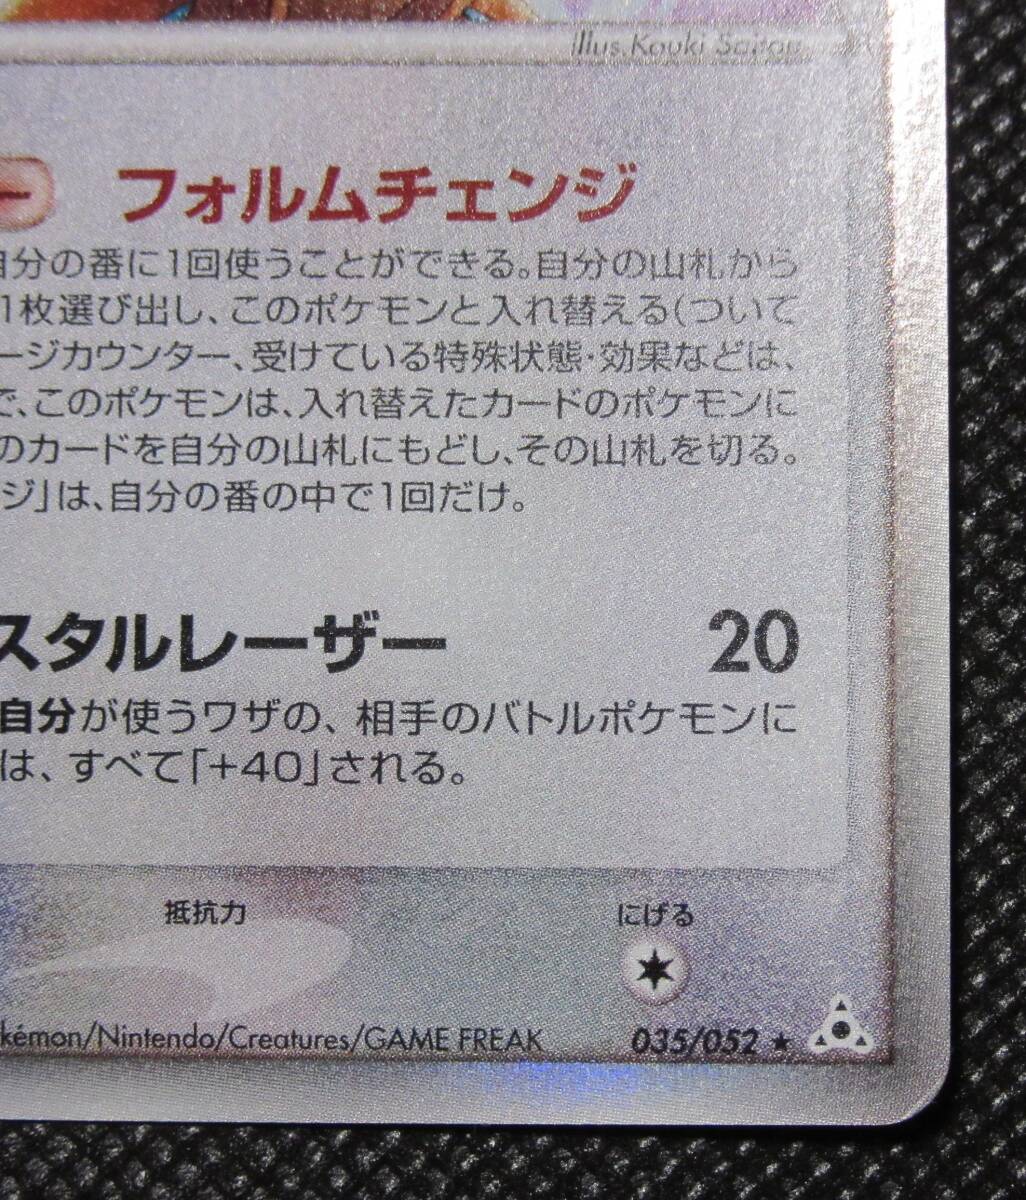 illus.Kouki Saitou
ー フォルムチェンジ
自分の番に1回使うことができる。自分の山札から
1枚選び出し、このポケモンと入れ替える(ついて
ージカウンター、受けている特殊状態・効果などは、
で、このポケモンは、入れ替えたカードのポケモンに
のカードを自分の山札にもどし、その山札を切る。
ジ」は、自分の番の中で1回だけ。
スタルレーザー 20
自分が使うワザの、相手のバトルポケモンに
は、すべて「+40」される。
抵抗力 にげる
kémon/Nintendo/Creatures/GAME FREAK 035/052 ★